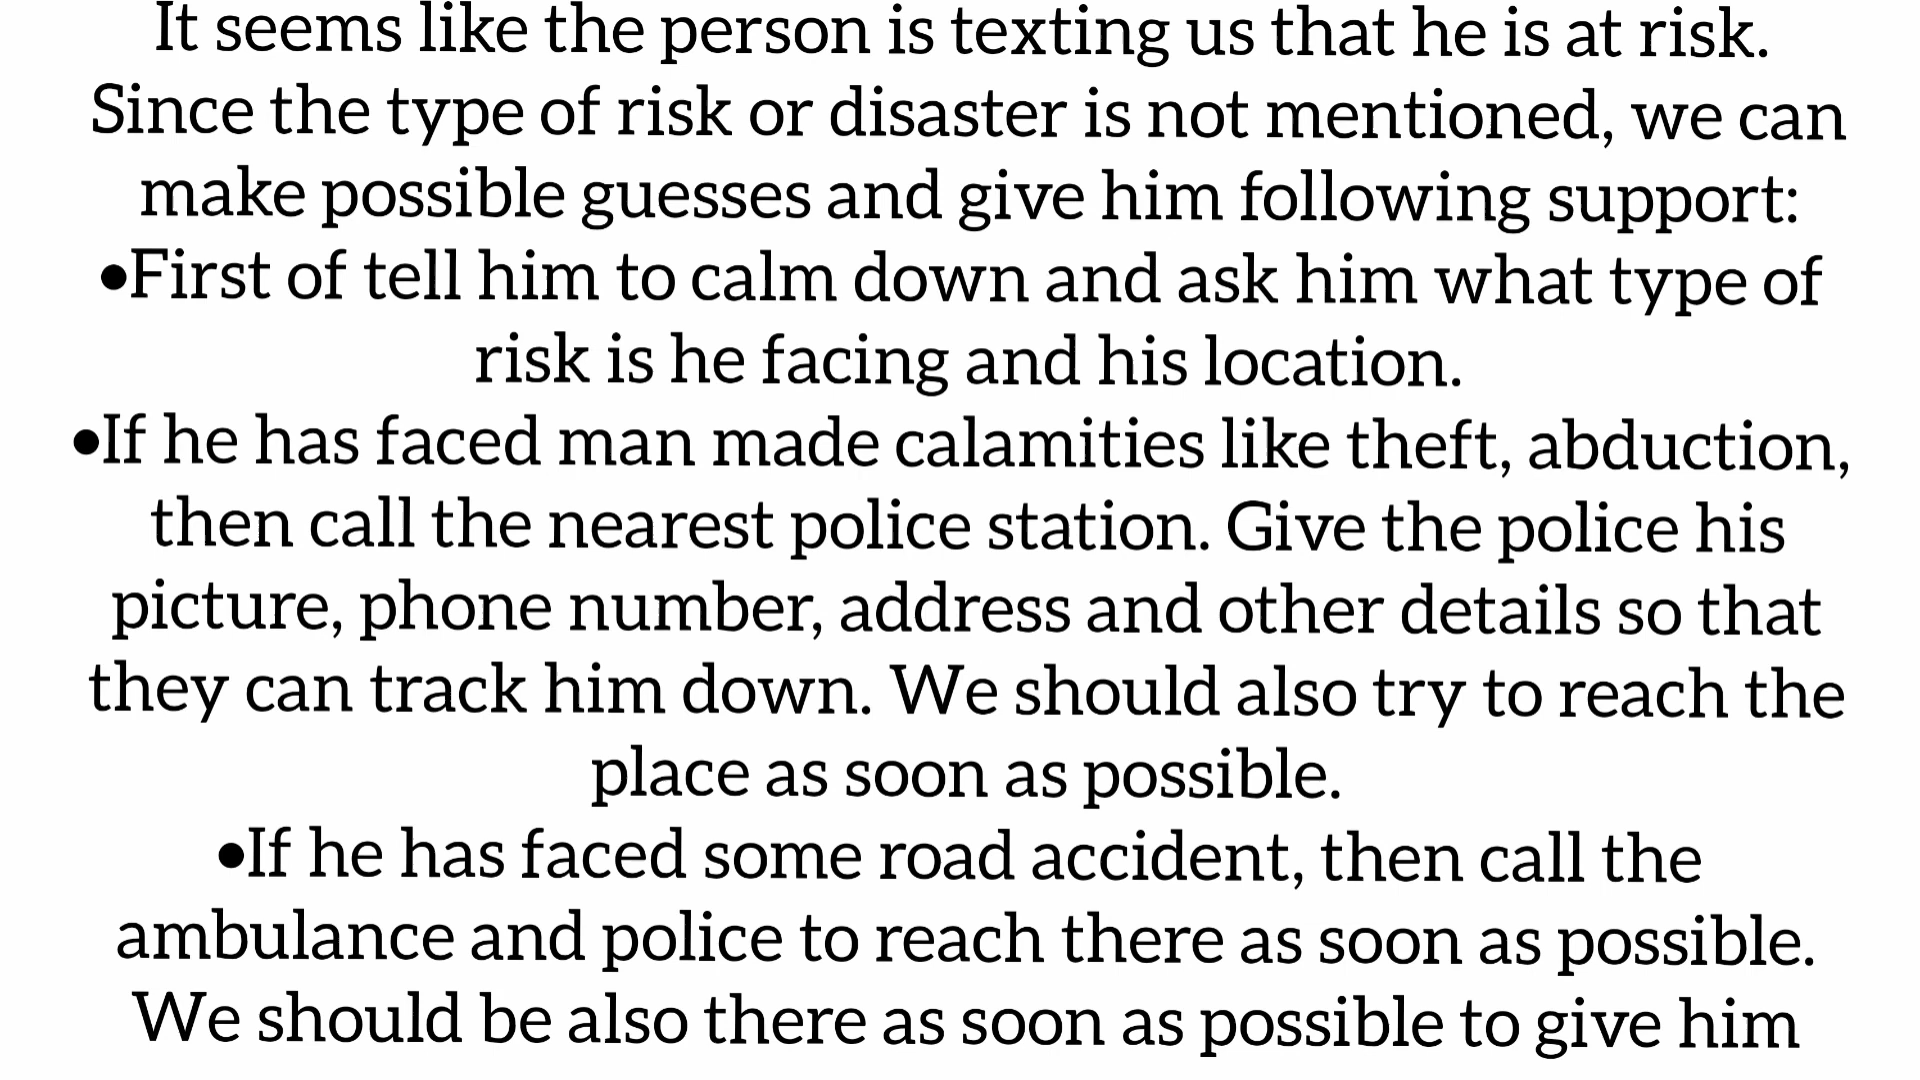 It seems like the person is texting us that he is at risk.
Since the type of risk or disaster is not mentioned, we can
make possible guesses and give him following support:
•First of tell him to calm down and ask him what type of
risk is he facing and his location.
•If he has faced man made calamities like theft, abduction,
then call the nearest police station. Give the police his
picture, phone number, address and other details so that
they can track him down. We should also try to reach the
place as soon as possible.
•If he has faced some road accident, then call the
ambulance and police to reach there as soon as possible.
We should be also there as soon as possible to give him